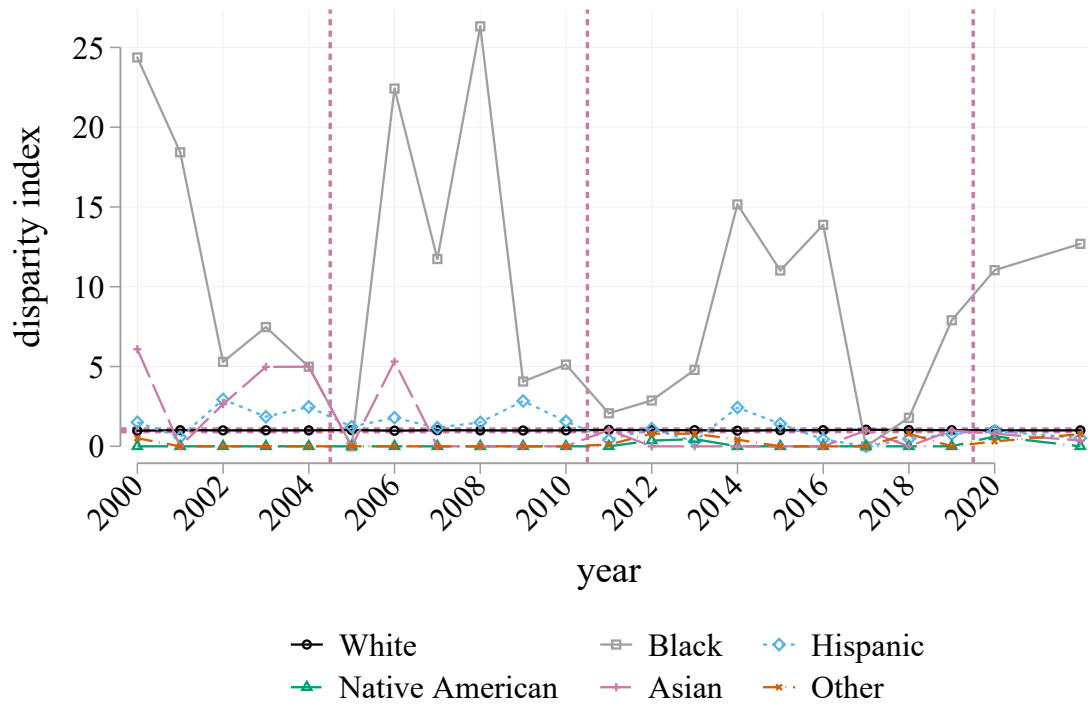 disparity index
25
20
15
10
5
0
2000 2002 2004 2006 2008 2010 2012 2014 2016 2018 2020
year
White Black Hispanic
Native American Asian Other